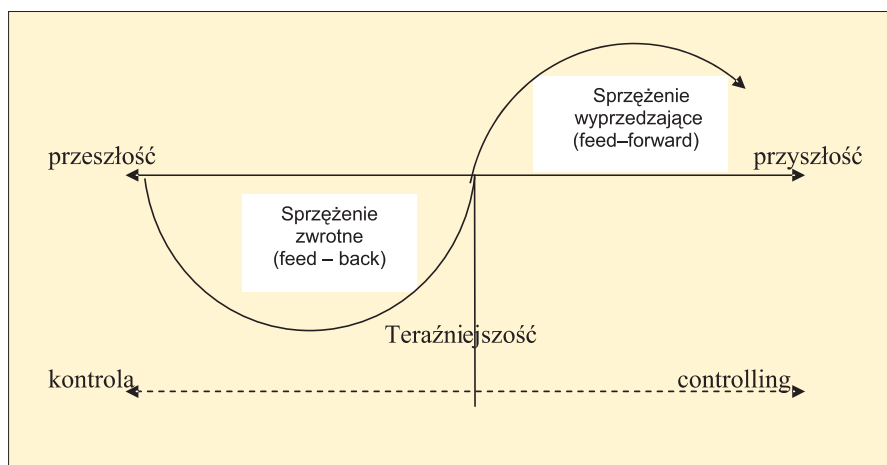 Sprzężenie
wyprzedzające
(feed–forward)
przeszłość
przyszłość
Sprzężenie
zwrotne
(feed – back)
Teraźniejszość
kontrola
controlling